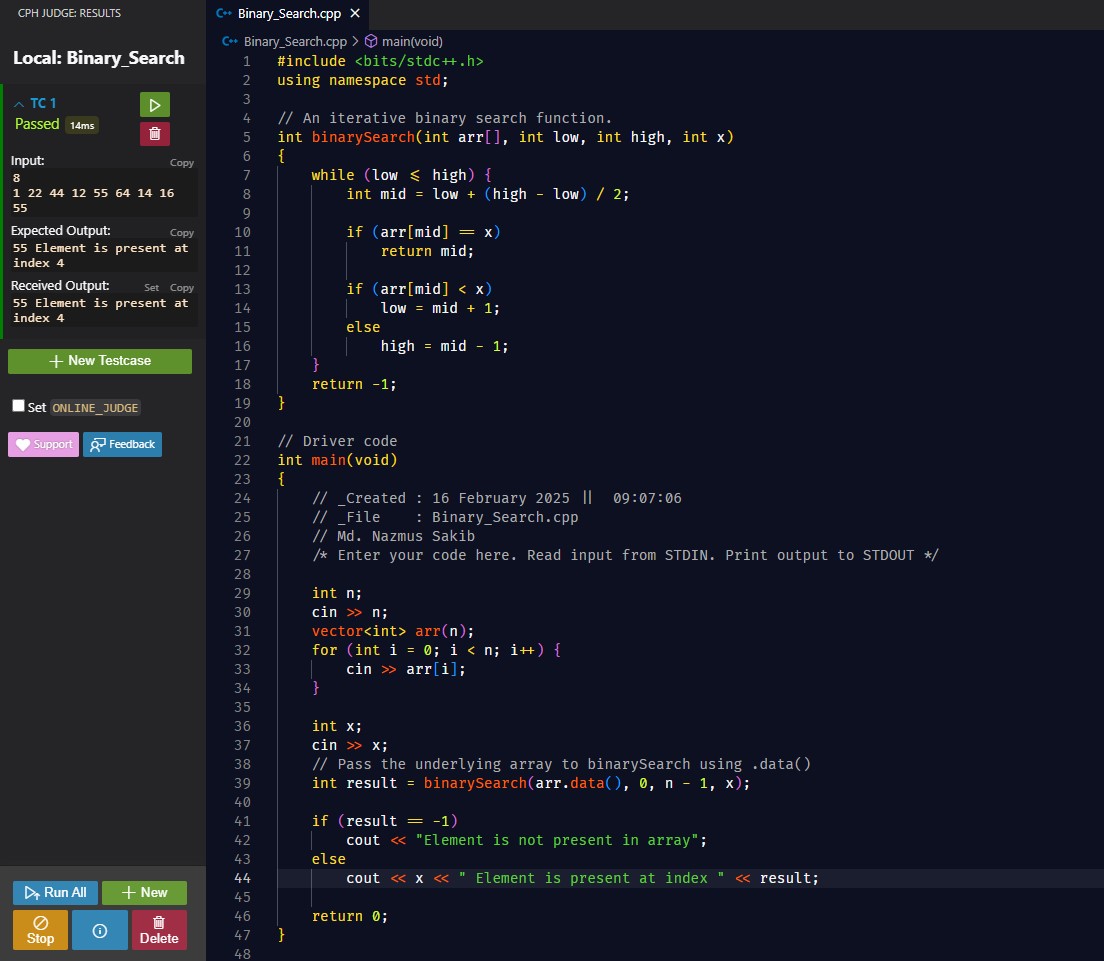 CPH JUDGE: RESULTS
Local: Binary_Search
TC 1
Passed 14ms
Input:
Copy
8
1 22 44 12 55 64 14 16
55
Expected Output:
Copy
55 Element is present at
index 4
Received Output:
Set Copy
55 Element is present at
index 4
+ New Testcase
Set ONLINE_JUDGE
Support
Feedback
Run All
+ New
Stop
Delete
C++ Binary_Search.cpp ×
C++ Binary_Search.cpp > main(void)
1 #include <bits/stdc++.h>
2 using namespace std;
3
4 // An iterative binary search function.
5 int binarySearch(int arr[], int low, int high, int x)
6 {
7     while (low <= high) {
8         int mid = low + (high - low) / 2;
9
10         if (arr[mid] == x)
11             return mid;
12
13         if (arr[mid] < x)
14             low = mid + 1;
15         else
16             high = mid - 1;
17     }
18     return -1;
19 }
20
21 // Driver code
22 int main(void)
23 {
24     // _Created : 16 February 2025 ||  09:07:06
25     // _File    : Binary_Search.cpp
26     // Md. Nazmus Sakib
27     /* Enter your code here. Read input from STDIN. Print output to STDOUT */
28
29     int n;
30     cin >> n;
31     vector<int> arr(n);
32     for (int i = 0; i < n; i++) {
33         cin >> arr[i];
34     }
35
36     int x;
37     cin >> x;
38     // Pass the underlying array to binarySearch using .data()
39     int result = binarySearch(arr.data(), 0, n - 1, x);
40
41     if (result == -1)
42         cout << "Element is not present in array";
43     else
44         cout << x << " Element is present at index " << result;
45
46     return 0;
47 }
48